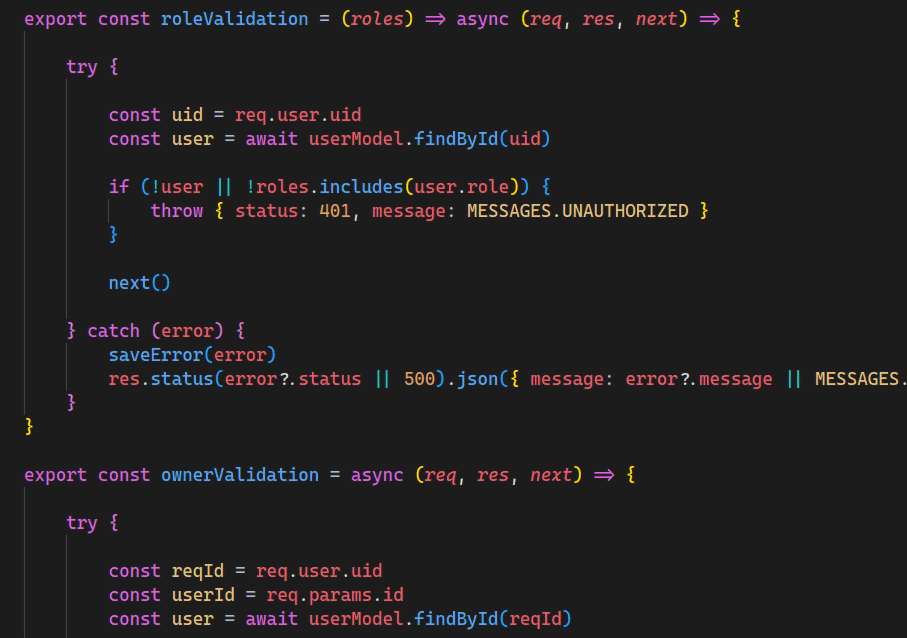 export const roleValidation = (roles) => async (req, res, next) => {
try {
const uid = req.user.uid
const user = await userModel.findById(uid)
if (!user || !roles.includes(user.role)) {
throw { status: 401, message: MESSAGES.UNAUTHORIZED }
}
next()
} catch (error) {
saveError(error)
res.status(error?.status || 500).json({ message: error?.message || MESSAGES.
}
}
export const ownerValidation = async (req, res, next) => {
try {
const reqId = req.user.uid
const userId = req.params.id
const user = await userModel.findById(reqId)